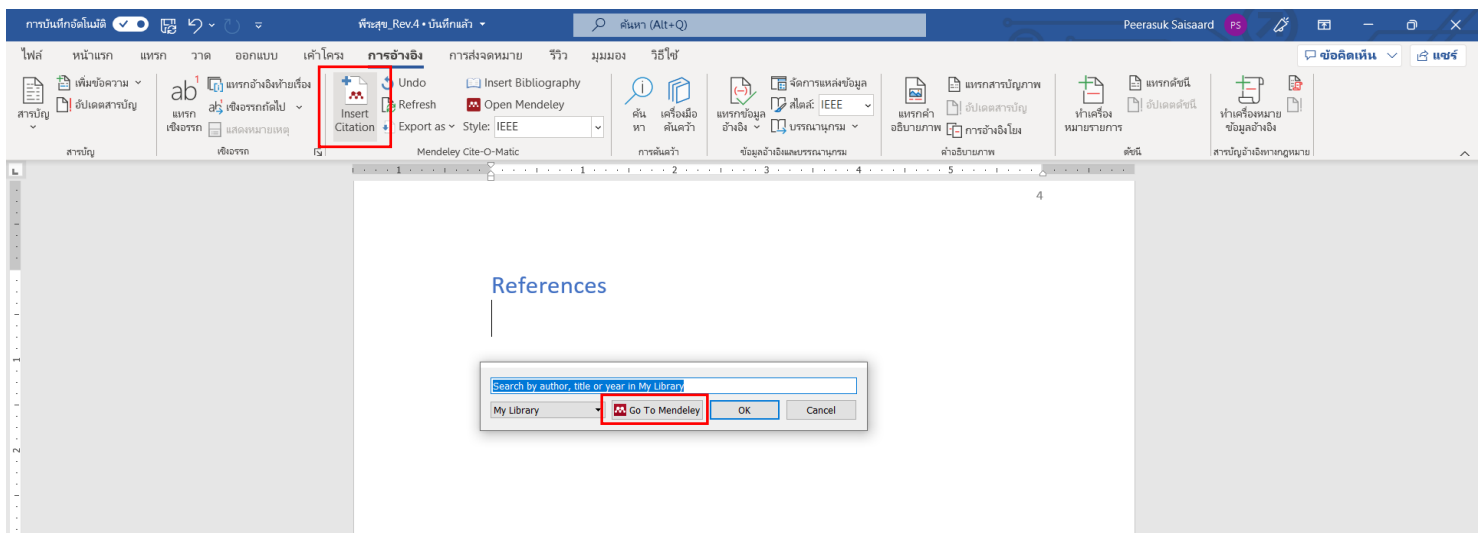 การบันทึกอัตโนมัติ
พีระสุข_Rev.4 • บันทึกแล้ว
ค้นหา (Alt+Q)
Peerasuk Saisaard
PS
ไฟล์ หน้าแรก แทรก วาด ออกแบบ เค้าโครง การอ้างอิง การส่งจดหมาย รีวิว มุมมอง วิธีใช้
ข้อคิดเห็น
แชร์
สารบัญ
เพิ่มข้อความ
อัปเดตสารบัญ
สารบัญ
ab1
แทรก
เชิงอรรถ
แทรกอ้างอิงท้ายเรื่อง
เชิงอรรถถัดไป
แสดงหมายเหตุ
เชิงอรรถ
Insert
Citation
Undo
Refresh
Export as
Insert Bibliography
Open Mendeley
Style: IEEE
Mendeley Cite-O-Matic
ค้น
หา
เครื่องมือ
ค้นคว้า
การค้นคว้า
แทรกข้อมูล
อ้างอิง
จัดการแหล่งข้อมูล
สไตล์: IEEE
บรรณานุกรม
ข้อมูลอ้างอิงและบรรณานุกรม
แทรกคำ
อธิบายภาพ
แทรกสารบัญภาพ
อัปเดตสารบัญ
การอ้างอิงโยง
คำอธิบายภาพ
ทำเครื่อง
หมายรายการ
แทรกดัชนี
อัปเดตดัชนี
ดัชนี
ทำเครื่องหมาย
ข้อมูลอ้างอิง
สารบัญอ้างอิงทางกฎหมาย
1 1 2 3 4 5
4
References
Search by author, title or year in My Library
My Library
Go To Mendeley
OK
Cancel
1
2